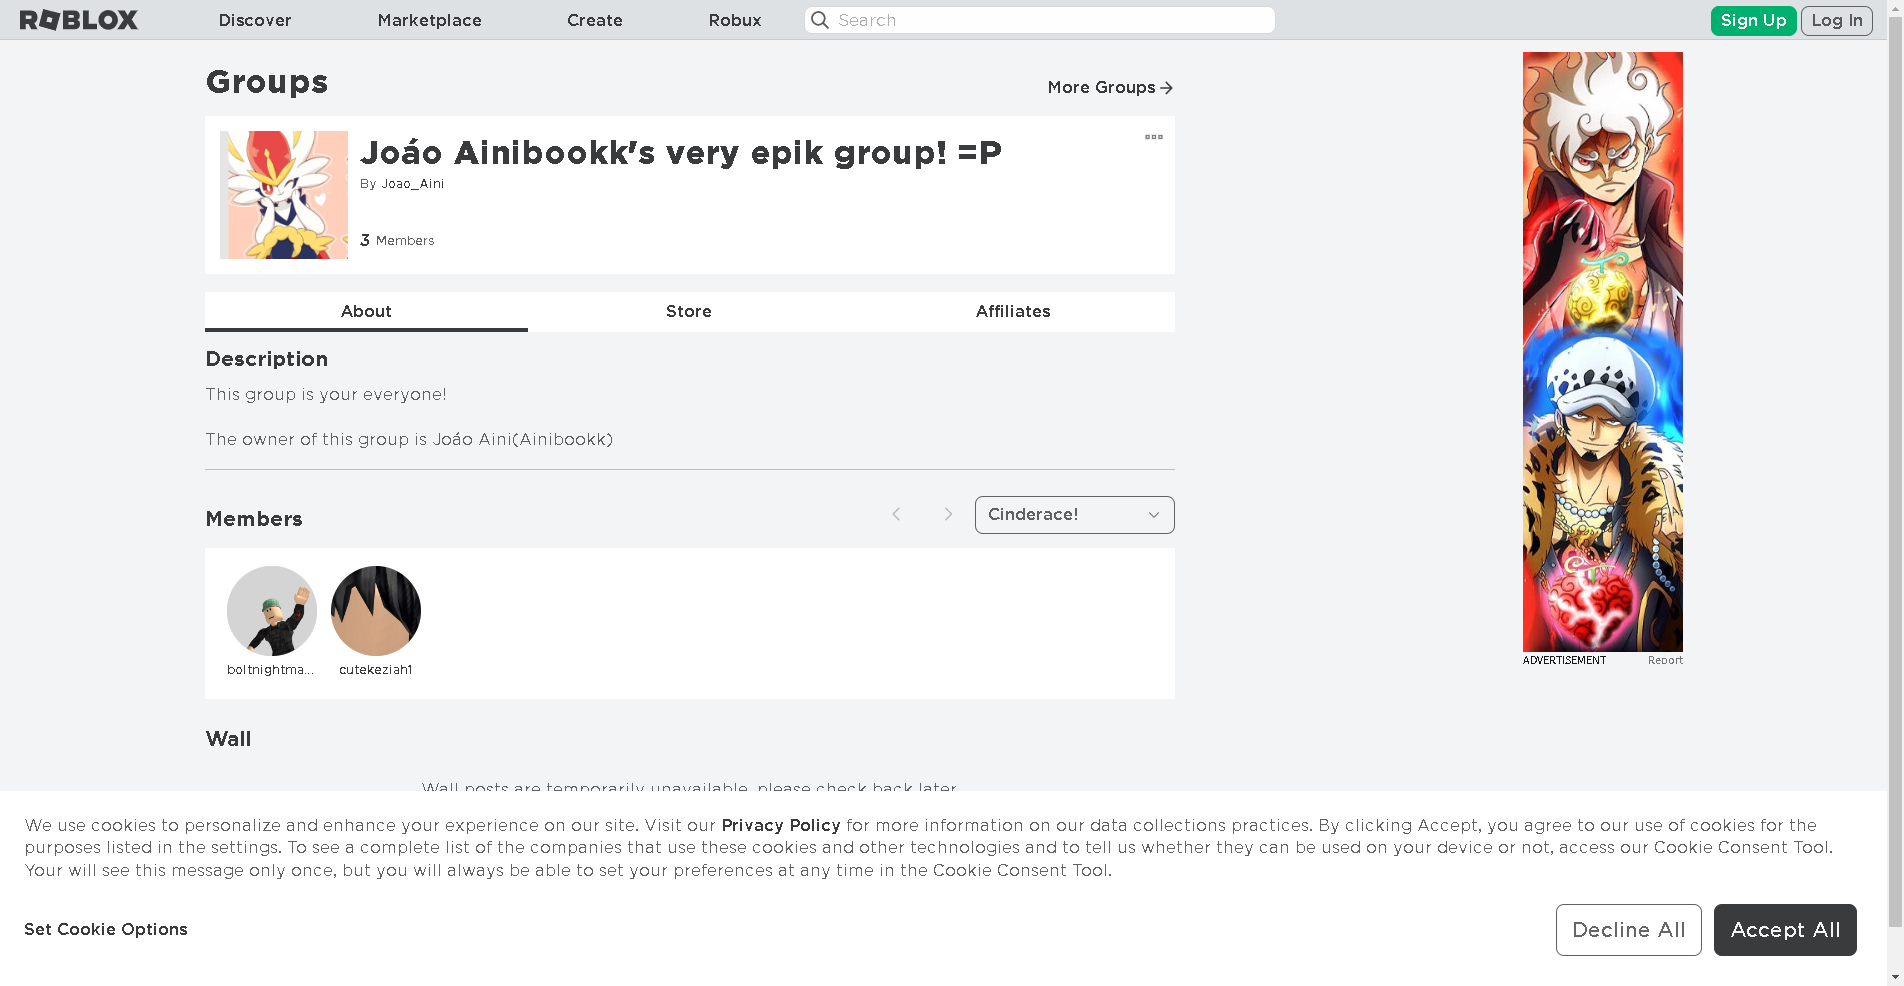 ROBLOX Discover Marketplace Create Robux Search Sign Up Log In
Groups
More Groups
Joáo Ainibookk's very epik group! =P
By Joao_Aini
3 Members
About Store Affiliates
Description
This group is your everyone!
The owner of this group is Joáo Aini(Ainibookk)
Members
Cinderace!
boltnightma... cutekeziah1
ADVERTISEMENT Report
Wall
Wall posts are temporarily unavailable, please check back later.
We use cookies to personalize and enhance your experience on our site. Visit our Privacy Policy for more information on our data collections practices. By clicking Accept, you agree to our use of cookies for the
purposes listed in the settings. To see a complete list of the companies that use these cookies and other technologies and to tell us whether they can be used on your device or not, access our Cookie Consent Tool.
Your will see this message only once, but you will always be able to set your preferences at any time in the Cookie Consent Tool.
Set Cookie Options
Decline All
Accept All